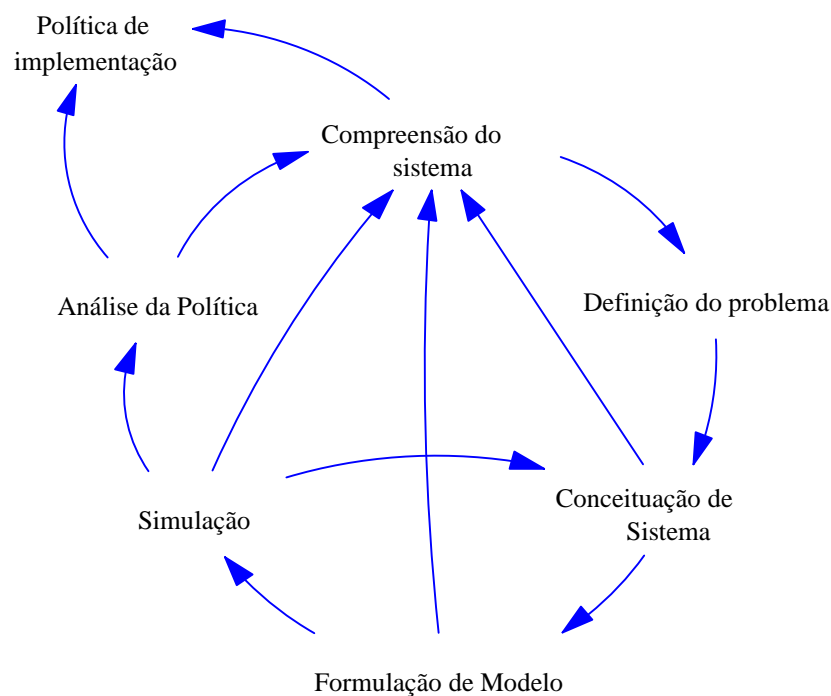 Política de
implementação
Compreensão do
sistema
Análise da Política
Definição do problema
Simulação
Conceituação de
Sistema
Formulação de Modelo